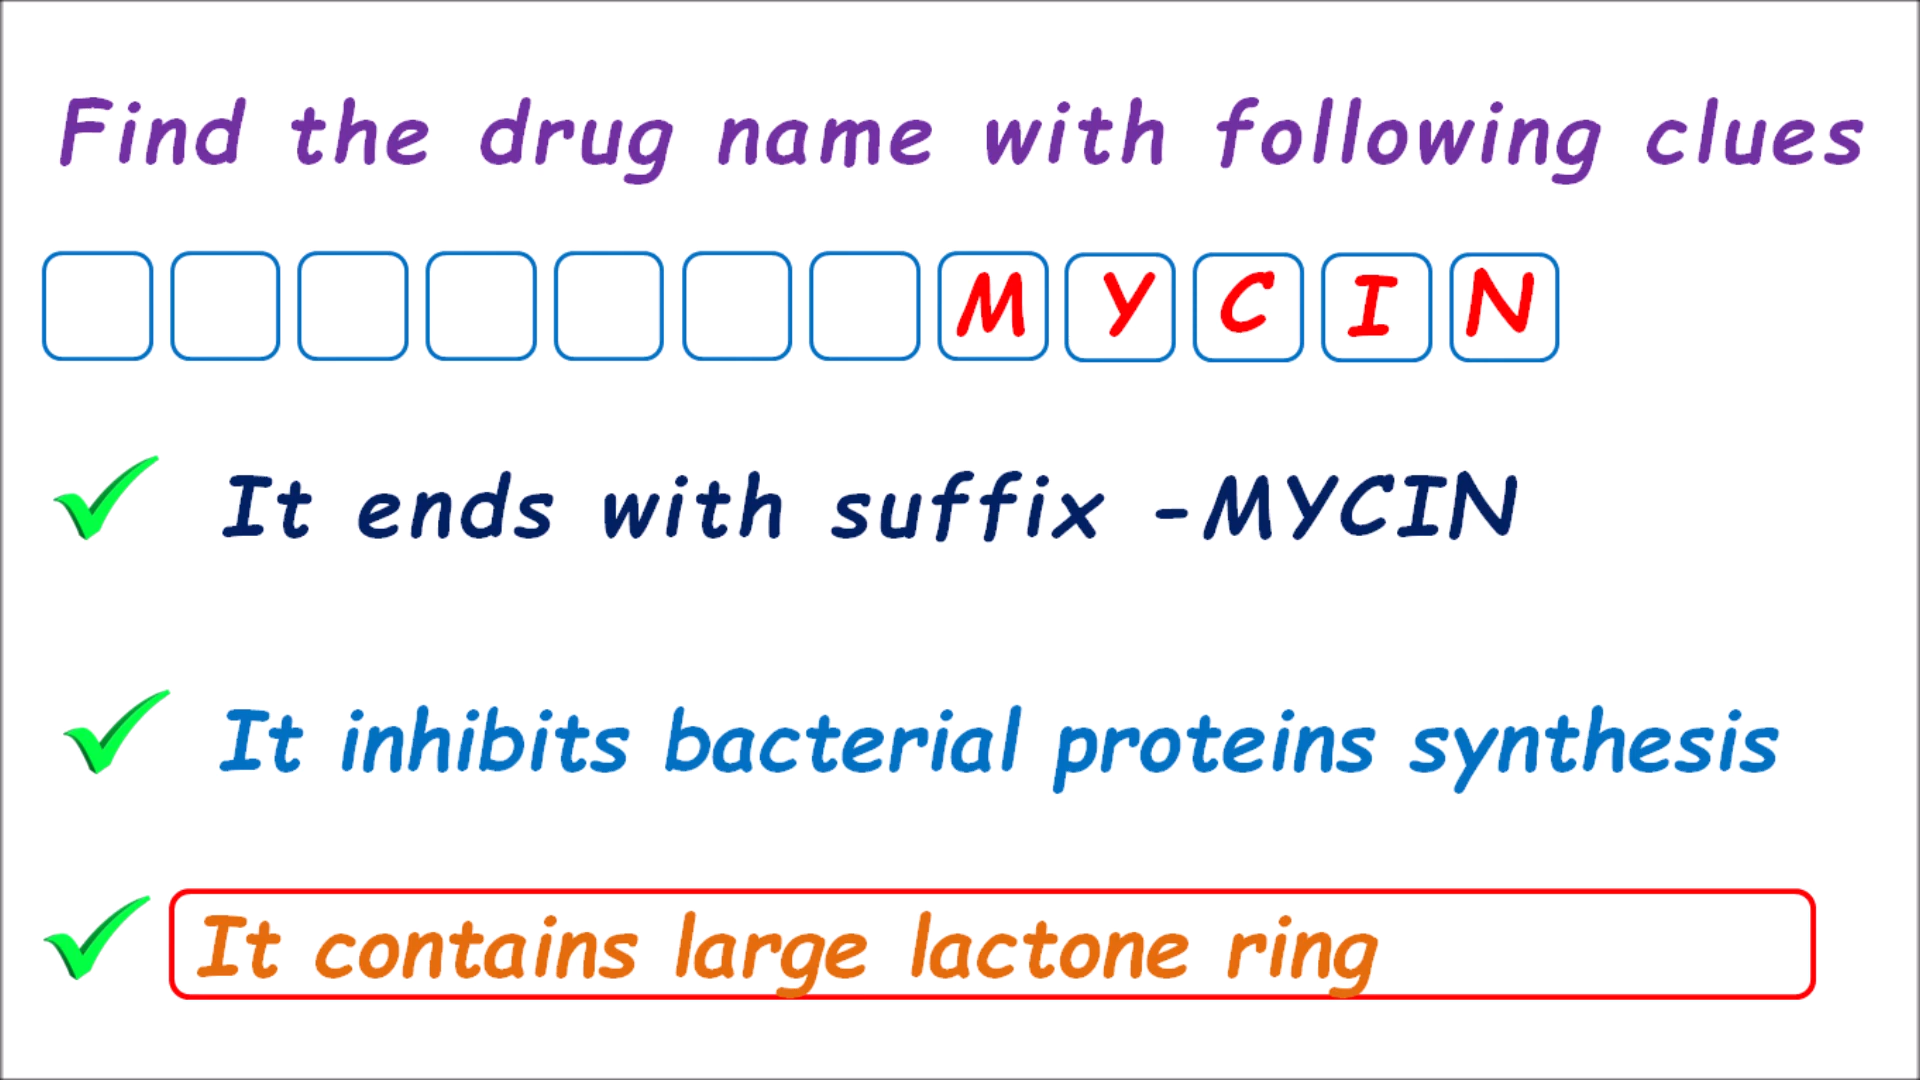 Find the drug name with following clues
M Y C I N
It ends with suffix -MYCIN
It inhibits bacterial proteins synthesis
It contains large lactone ring